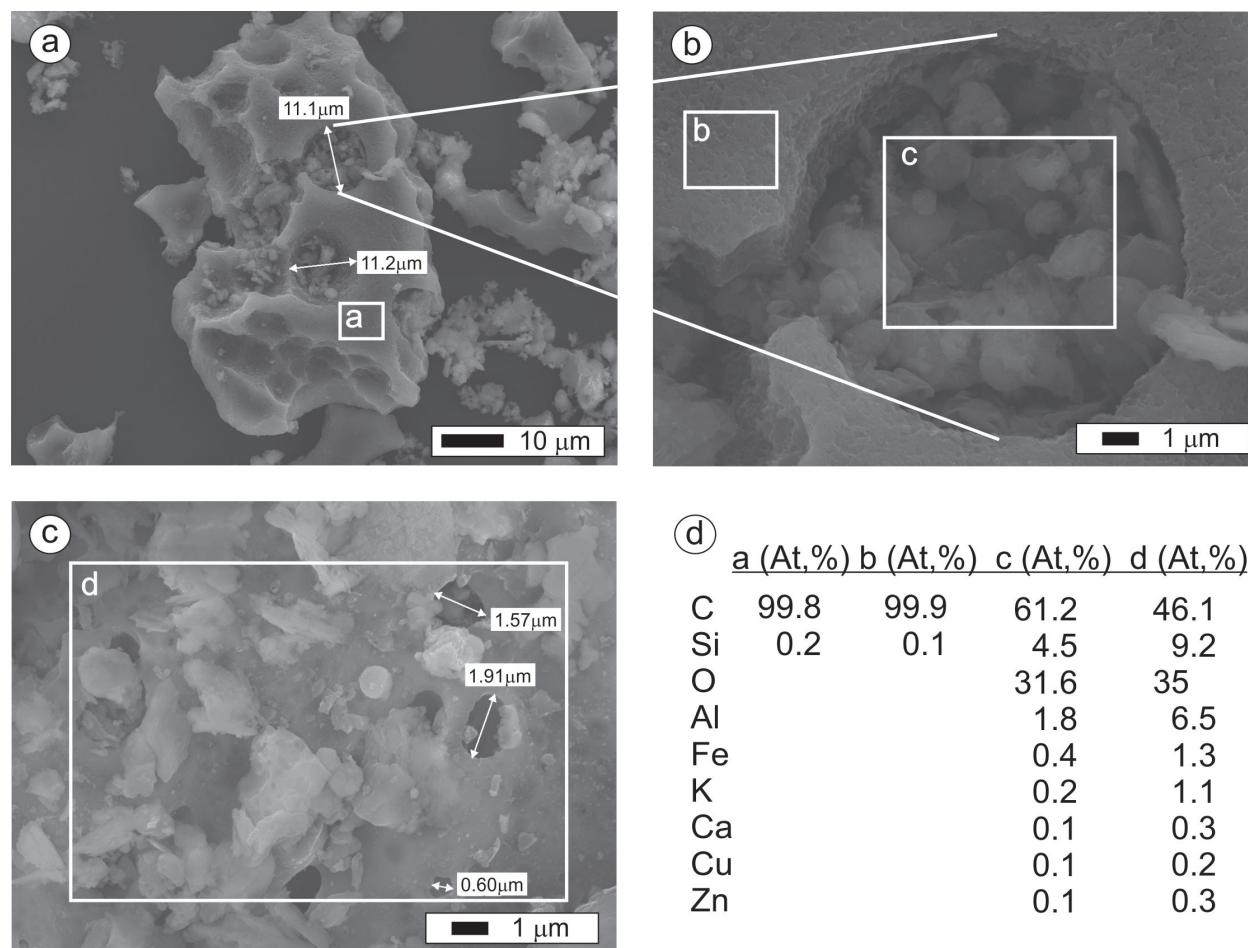 a
11.1μm
11.2μm
a
10 μm
b
b
c
1 μm
c
d
1.57μm
1.91μm
0.60μm
1 μm
d
a (At,%) b (At,%) c (At,%) d (At,%)
C 99.8 99.9 61.2 46.1
Si 0.2 0.1 4.5 9.2
O 31.6 35
Al 1.8 6.5
Fe 0.4 1.3
K 0.2 1.1
Ca 0.1 0.3
Cu 0.1 0.2
Zn 0.1 0.3